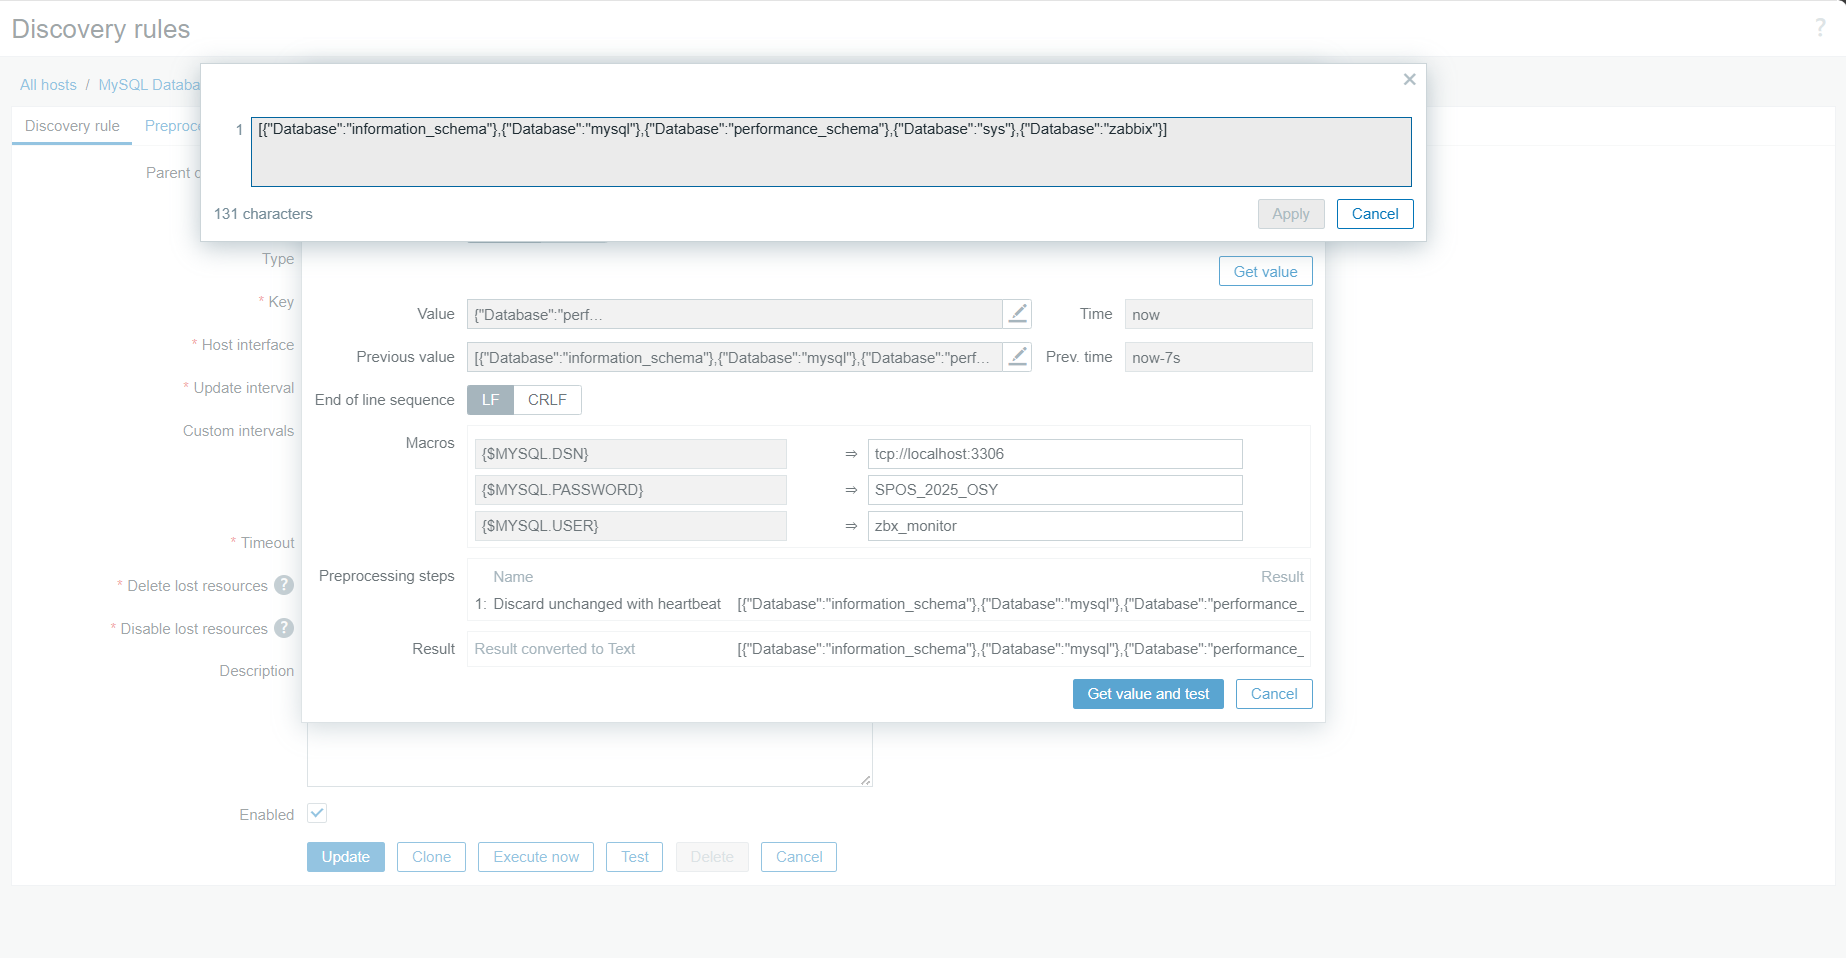 Discovery rules
?
All hosts / MySQL Databa
Discovery rule Preproce
×
1 [{"Database":"information_schema"},{"Database":"mysql"},{"Database":"performance_schema"},{"Database":"sys"},{"Database":"zabbix"}]
131 characters Apply Cancel
Parent d
Type
* Key
* Host interface
* Update interval
Custom intervals
* Timeout
* Delete lost resources ?
* Disable lost resources ?
Description
Get value
Value {"Database":"perf... Time now
Previous value [{"Database":"information_schema"},{"Database":"mysql"},{"Database":"perf... Prev. time now-7s
End of line sequence LF CRLF
Macros
{$MYSQL.DSN} ⇒ tcp://localhost:3306
{$MYSQL.PASSWORD} ⇒ SPOS_2025_OSY
{$MYSQL.USER} ⇒ zbx_monitor
Preprocessing steps Name Result
1: Discard unchanged with heartbeat [{"Database":"information_schema"},{"Database":"mysql"},{"Database":"performance_
Result Result converted to Text [{"Database":"information_schema"},{"Database":"mysql"},{"Database":"performance_
Get value and test Cancel
Enabled
Update Clone Execute now Test Delete Cancel